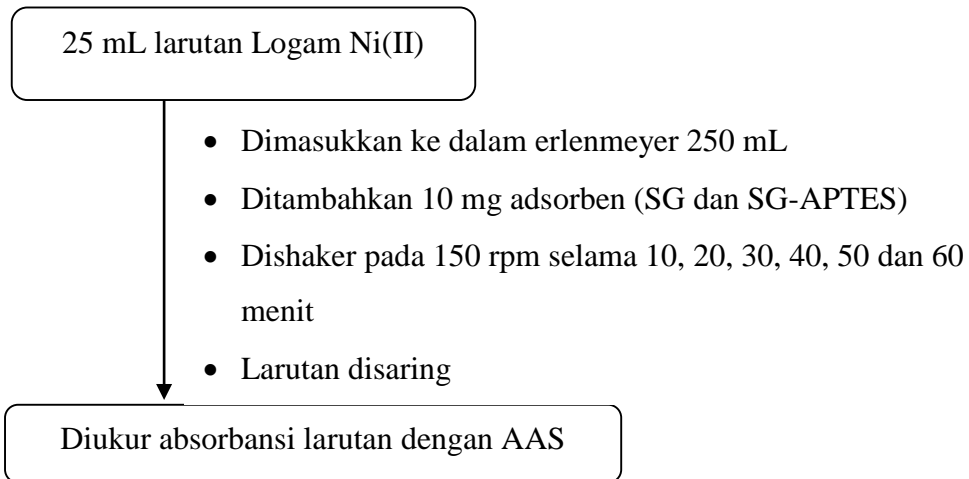 25 mL larutan Logam Ni(II)
• Dimasukkan ke dalam erlenmeyer 250 mL
• Ditambahkan 10 mg adsorben (SG dan SG-APTES)
• Dishaker pada 150 rpm selama 10, 20, 30, 40, 50 dan 60
menit
• Larutan disaring
Diukur absorbansi larutan dengan AAS